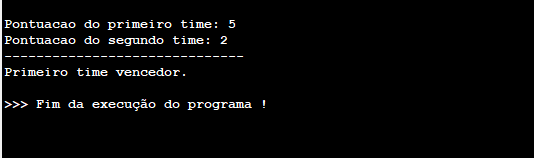 Pontuacao do primeiro time: 5
Pontuacao do segundo time: 2
------------------------------
Primeiro time vencedor.
>>> Fim da execução do programa !